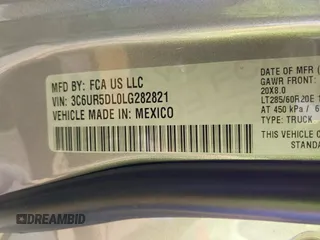 MFD BY: FCA US LLC
VIN: 3C6UR5DL0LG282821
VEHICLE MADE IN: MEXICO
DATE OF MFR
GAWR FRONT
20X8.0
LT285/60R20E
AT 450 kPa /
TYPE: TRUCK
THIS VEHICLE CON
STANDA
DREAMBID